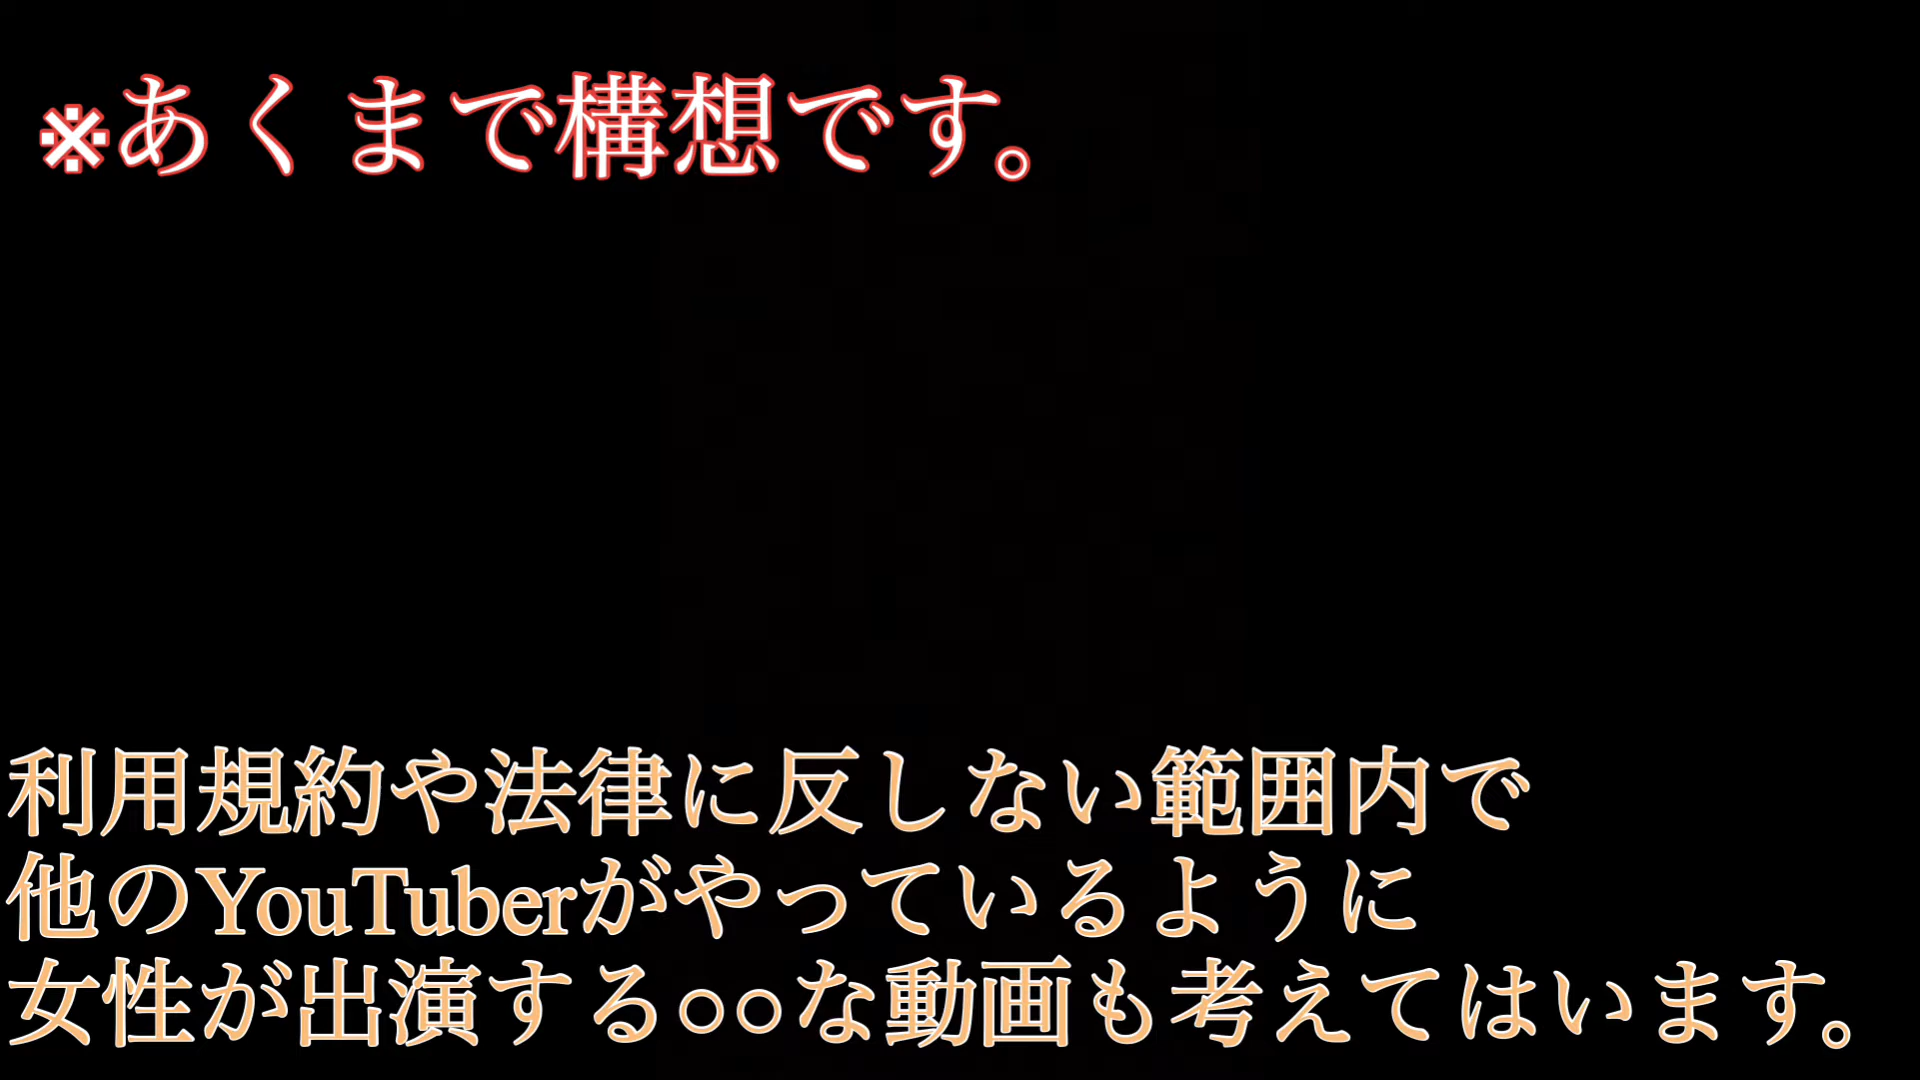 ※あくまで構想です。
利用規約や法律に反しない範囲内で
他のYouTuberがやっているように
女性が出演する○○な動画も考えてはいます。